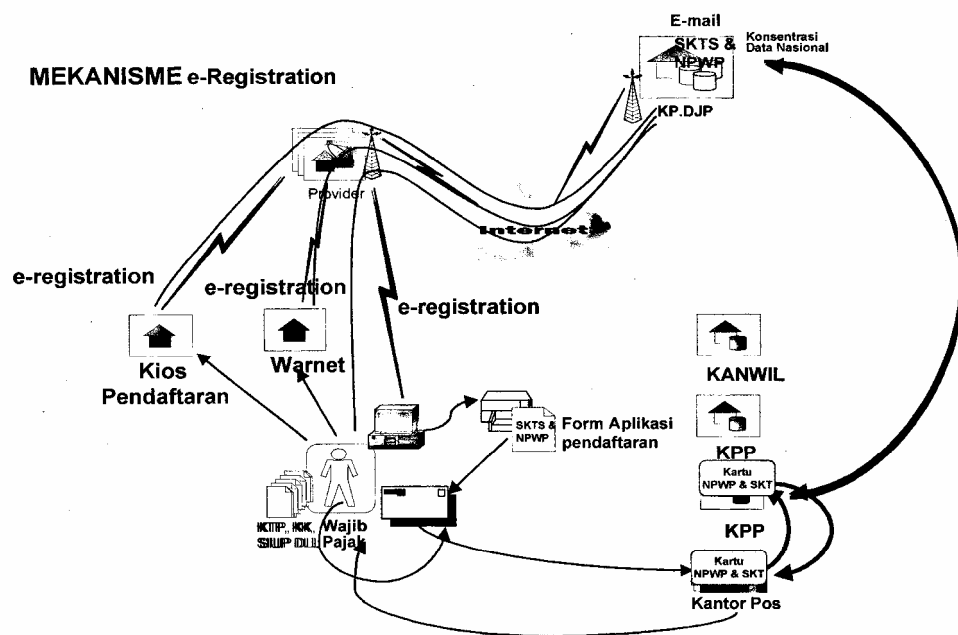 E-mail
SKTS &
NPWP
Konsentrasi
Data Nasional
MEKANISME e-Registration
KP.DJP
Provider
Internet
e-registration
e-registration
e-registration
Kios
Pendaftaran
Warnet
KANWIL
SKTS &
NPWP
Form Aplikasi
pendaftaran
KPP
Kartu
NPWP & SKT
KPP
KTP, KK,
SIUP DLL
Wajib
Pajak
Kartu
NPWP & SKT
Kantor Pos